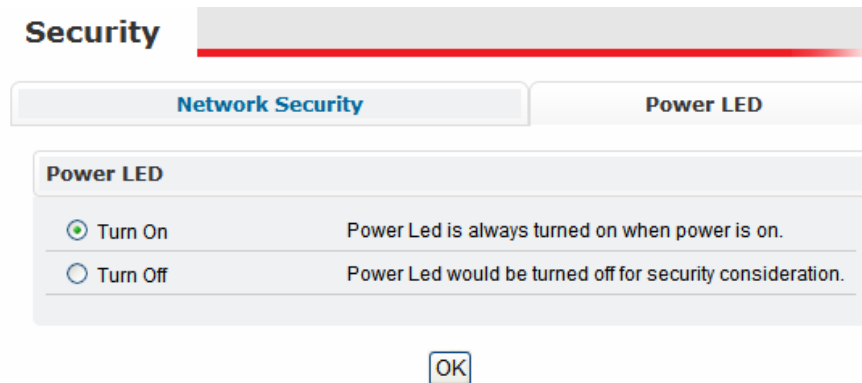 Security
Network Security Power LED
Power LED
Turn On Power Led is always turned on when power is on.
Turn Off Power Led would be turned off for security consideration.
OK